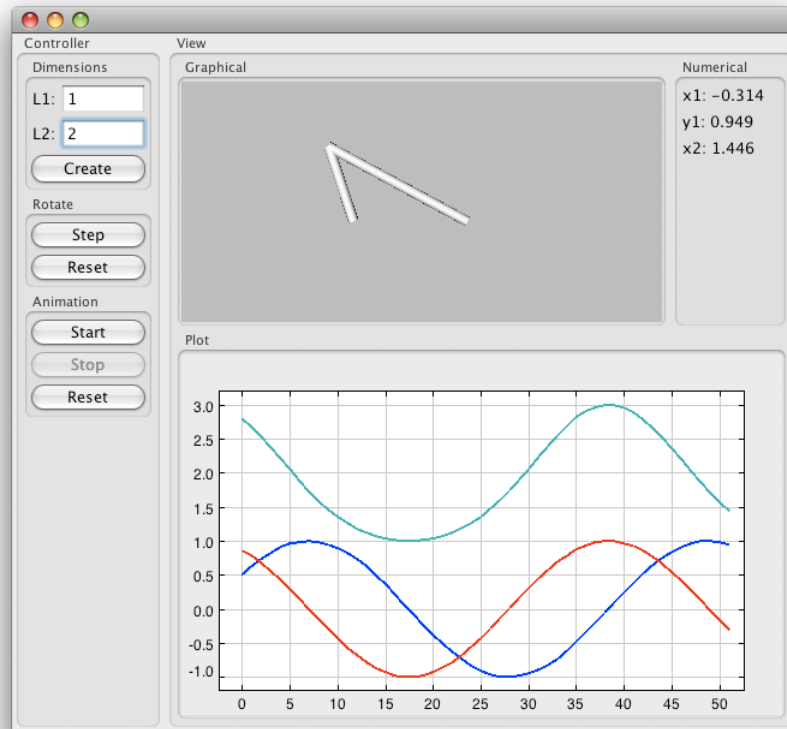 Controller
Dimensions
L1: 1
L2: 2
Create
Rotate
Step
Reset
Animation
Start
Stop
Reset
View
Graphical
Numerical
x1: -0.314
y1: 0.949
x2: 1.446
Plot
3.0
2.5
2.0
1.5
1.0
0.5
0.0
-0.5
-1.0
0 5 10 15 20 25 30 35 40 45 50